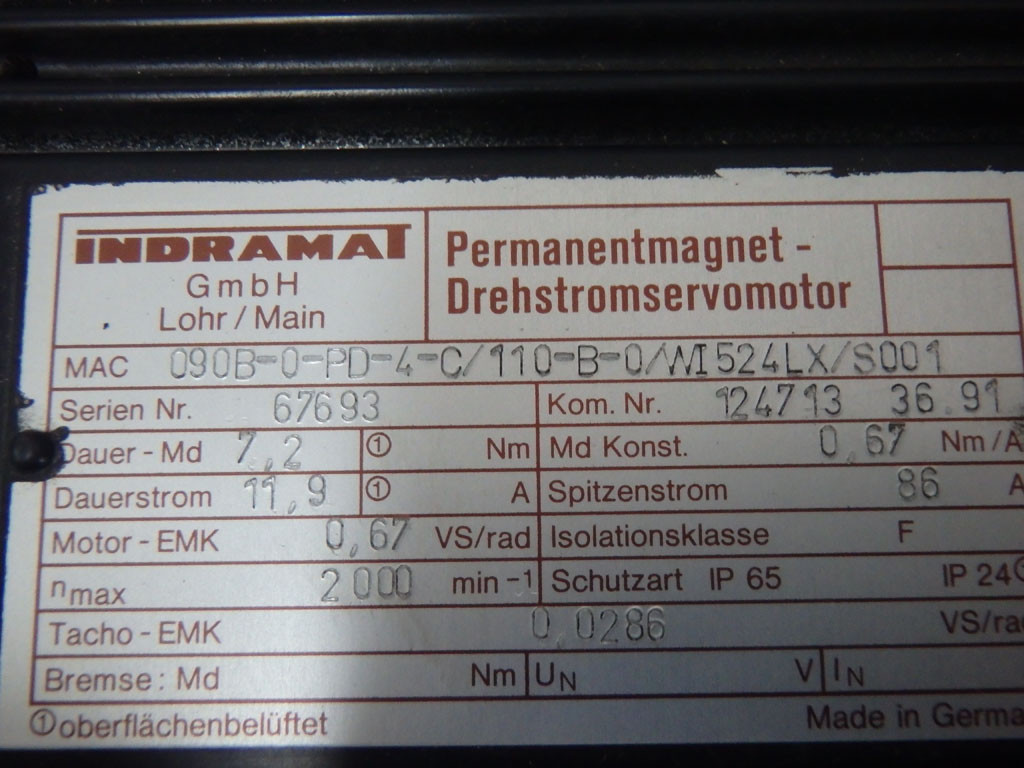 INDRAMAT
GmbH
Lohr / Main
Permanentmagnet -
Drehstromservomotor
MAC 090B-0-PD-4-C/110-B-0/WI524LX/S001
Serien Nr. 67693 Kom. Nr. 124713 36.91
Dauer - Md 7,2 ① Nm Md Konst. 0,67 Nm/A
Dauerstrom 11,9 ① A Spitzenstrom 86 A
Motor - EMK 0,67 VS/rad Isolationsklasse F
nmax 2000 min -1 Schutzart IP 65 IP 24
Tacho - EMK 0,0286 VS/rad
Bremse: Md Nm UN V IN
①oberflächenbelüftet Made in Germa